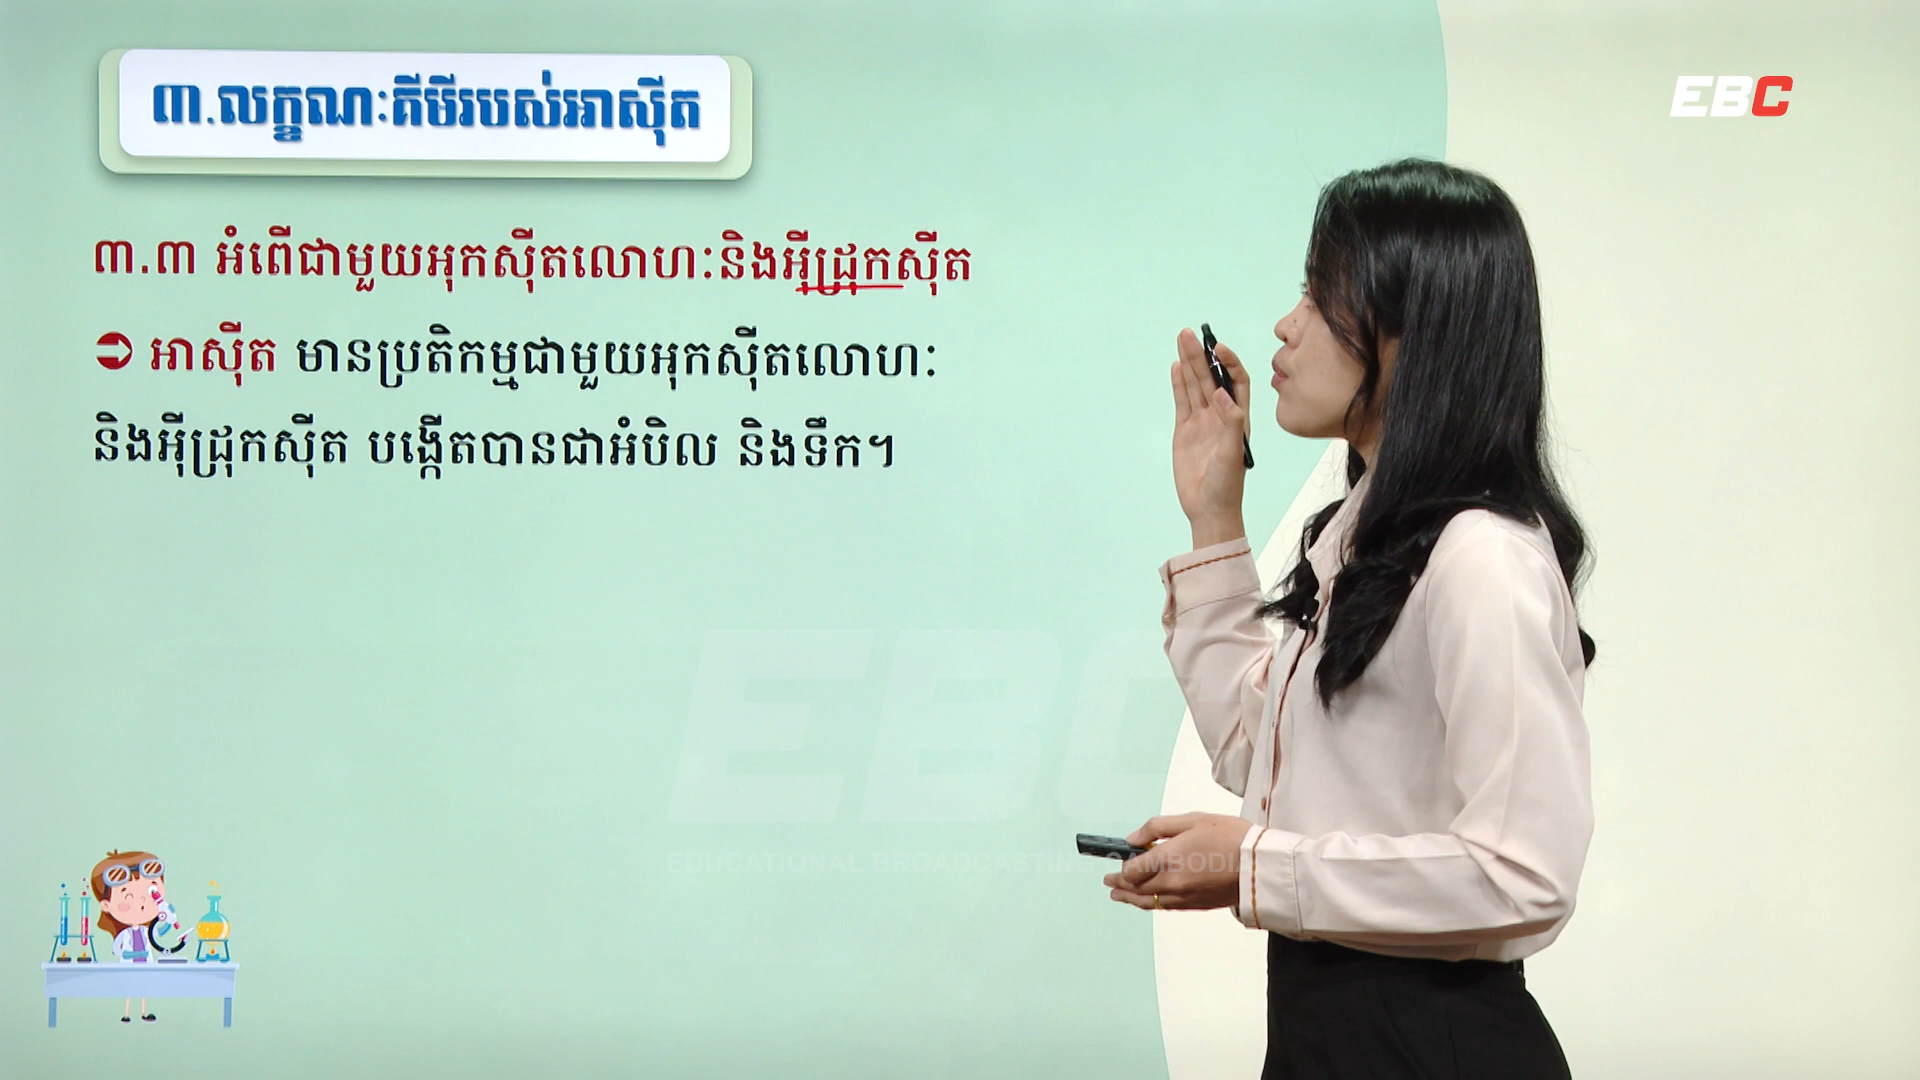 ៣.លក្ខណៈគីមីរបស់អាស៊ីត
EBC
៣.៣ អំពើជាមួយអុកស៊ីតលោហៈនិងអ៊ីដ្រុកស៊ីត
អាស៊ីត មានប្រតិកម្មជាមួយអុកស៊ីតលោហៈ
និងអ៊ីដ្រុកស៊ីត បង្កើតបានជាអំបិល និងទឹក។
EBC
EDUCATIONAL BROADCASTING CAMBODIA